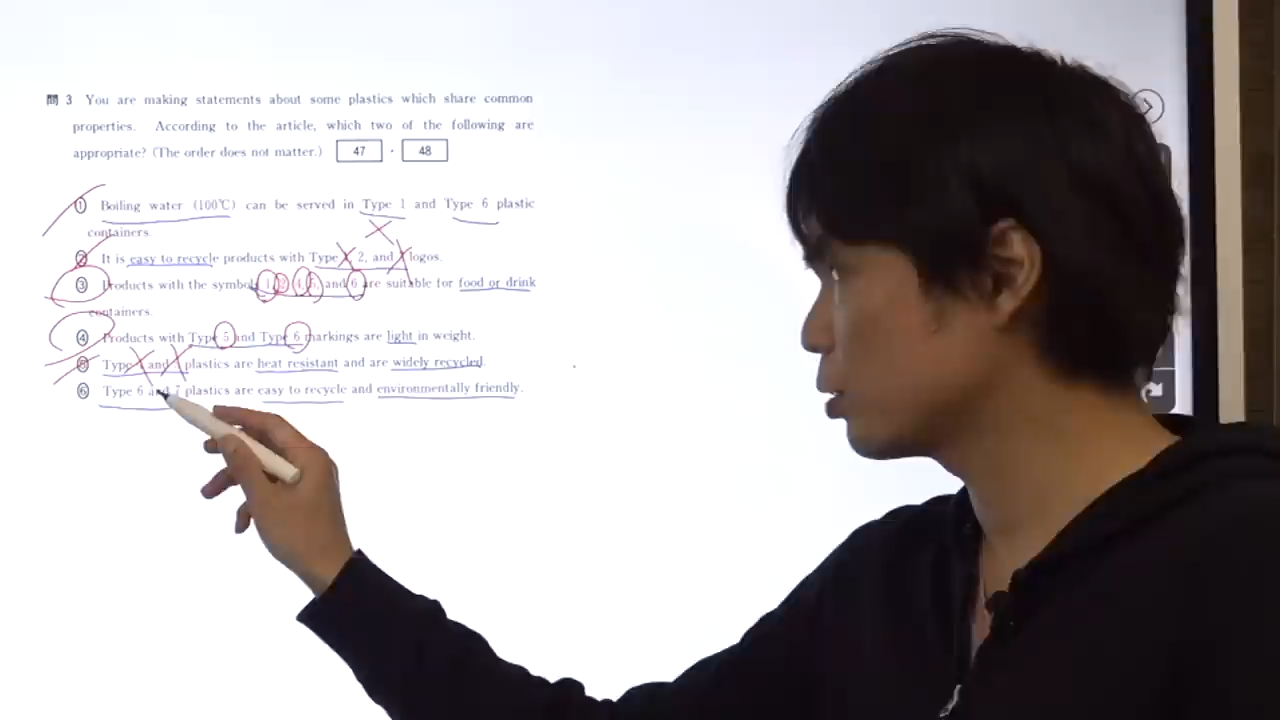 問 3 You are making statements about some plastics which share common
properties. According to the article, which two of the following are
appropriate? (The order does not matter.) 47 · 48
① Boiling water (100℃) can be served in Type 1 and Type 6 plastic
containers.
② It is easy to recycle products with Type 2, and logos.
③ Products with the symbols 1, 2, 4, 5, and 6 are suitable for food or drink
containers.
④ Products with Type 5 and Type 6 markings are light in weight.
⑤ Type and plastics are heat resistant and are widely recycled.
⑥ Type 6 and 7 plastics are easy to recycle and environmentally friendly.